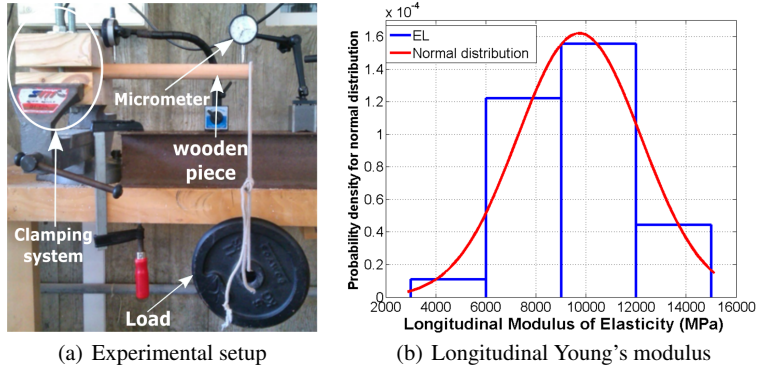 Micrometer
wooden
piece
Clamping
system
Load
(a) Experimental setup
×10⁻⁴
EL
Normal distribution
Probability density for normal distribution
1.6
1.4
1.2
1
0.8
0.6
0.4
0.2
0
2000 4000 6000 8000 10000 12000 14000 16000
Longitudinal Modulus of Elasticity (MPa)
(b) Longitudinal Young's modulus